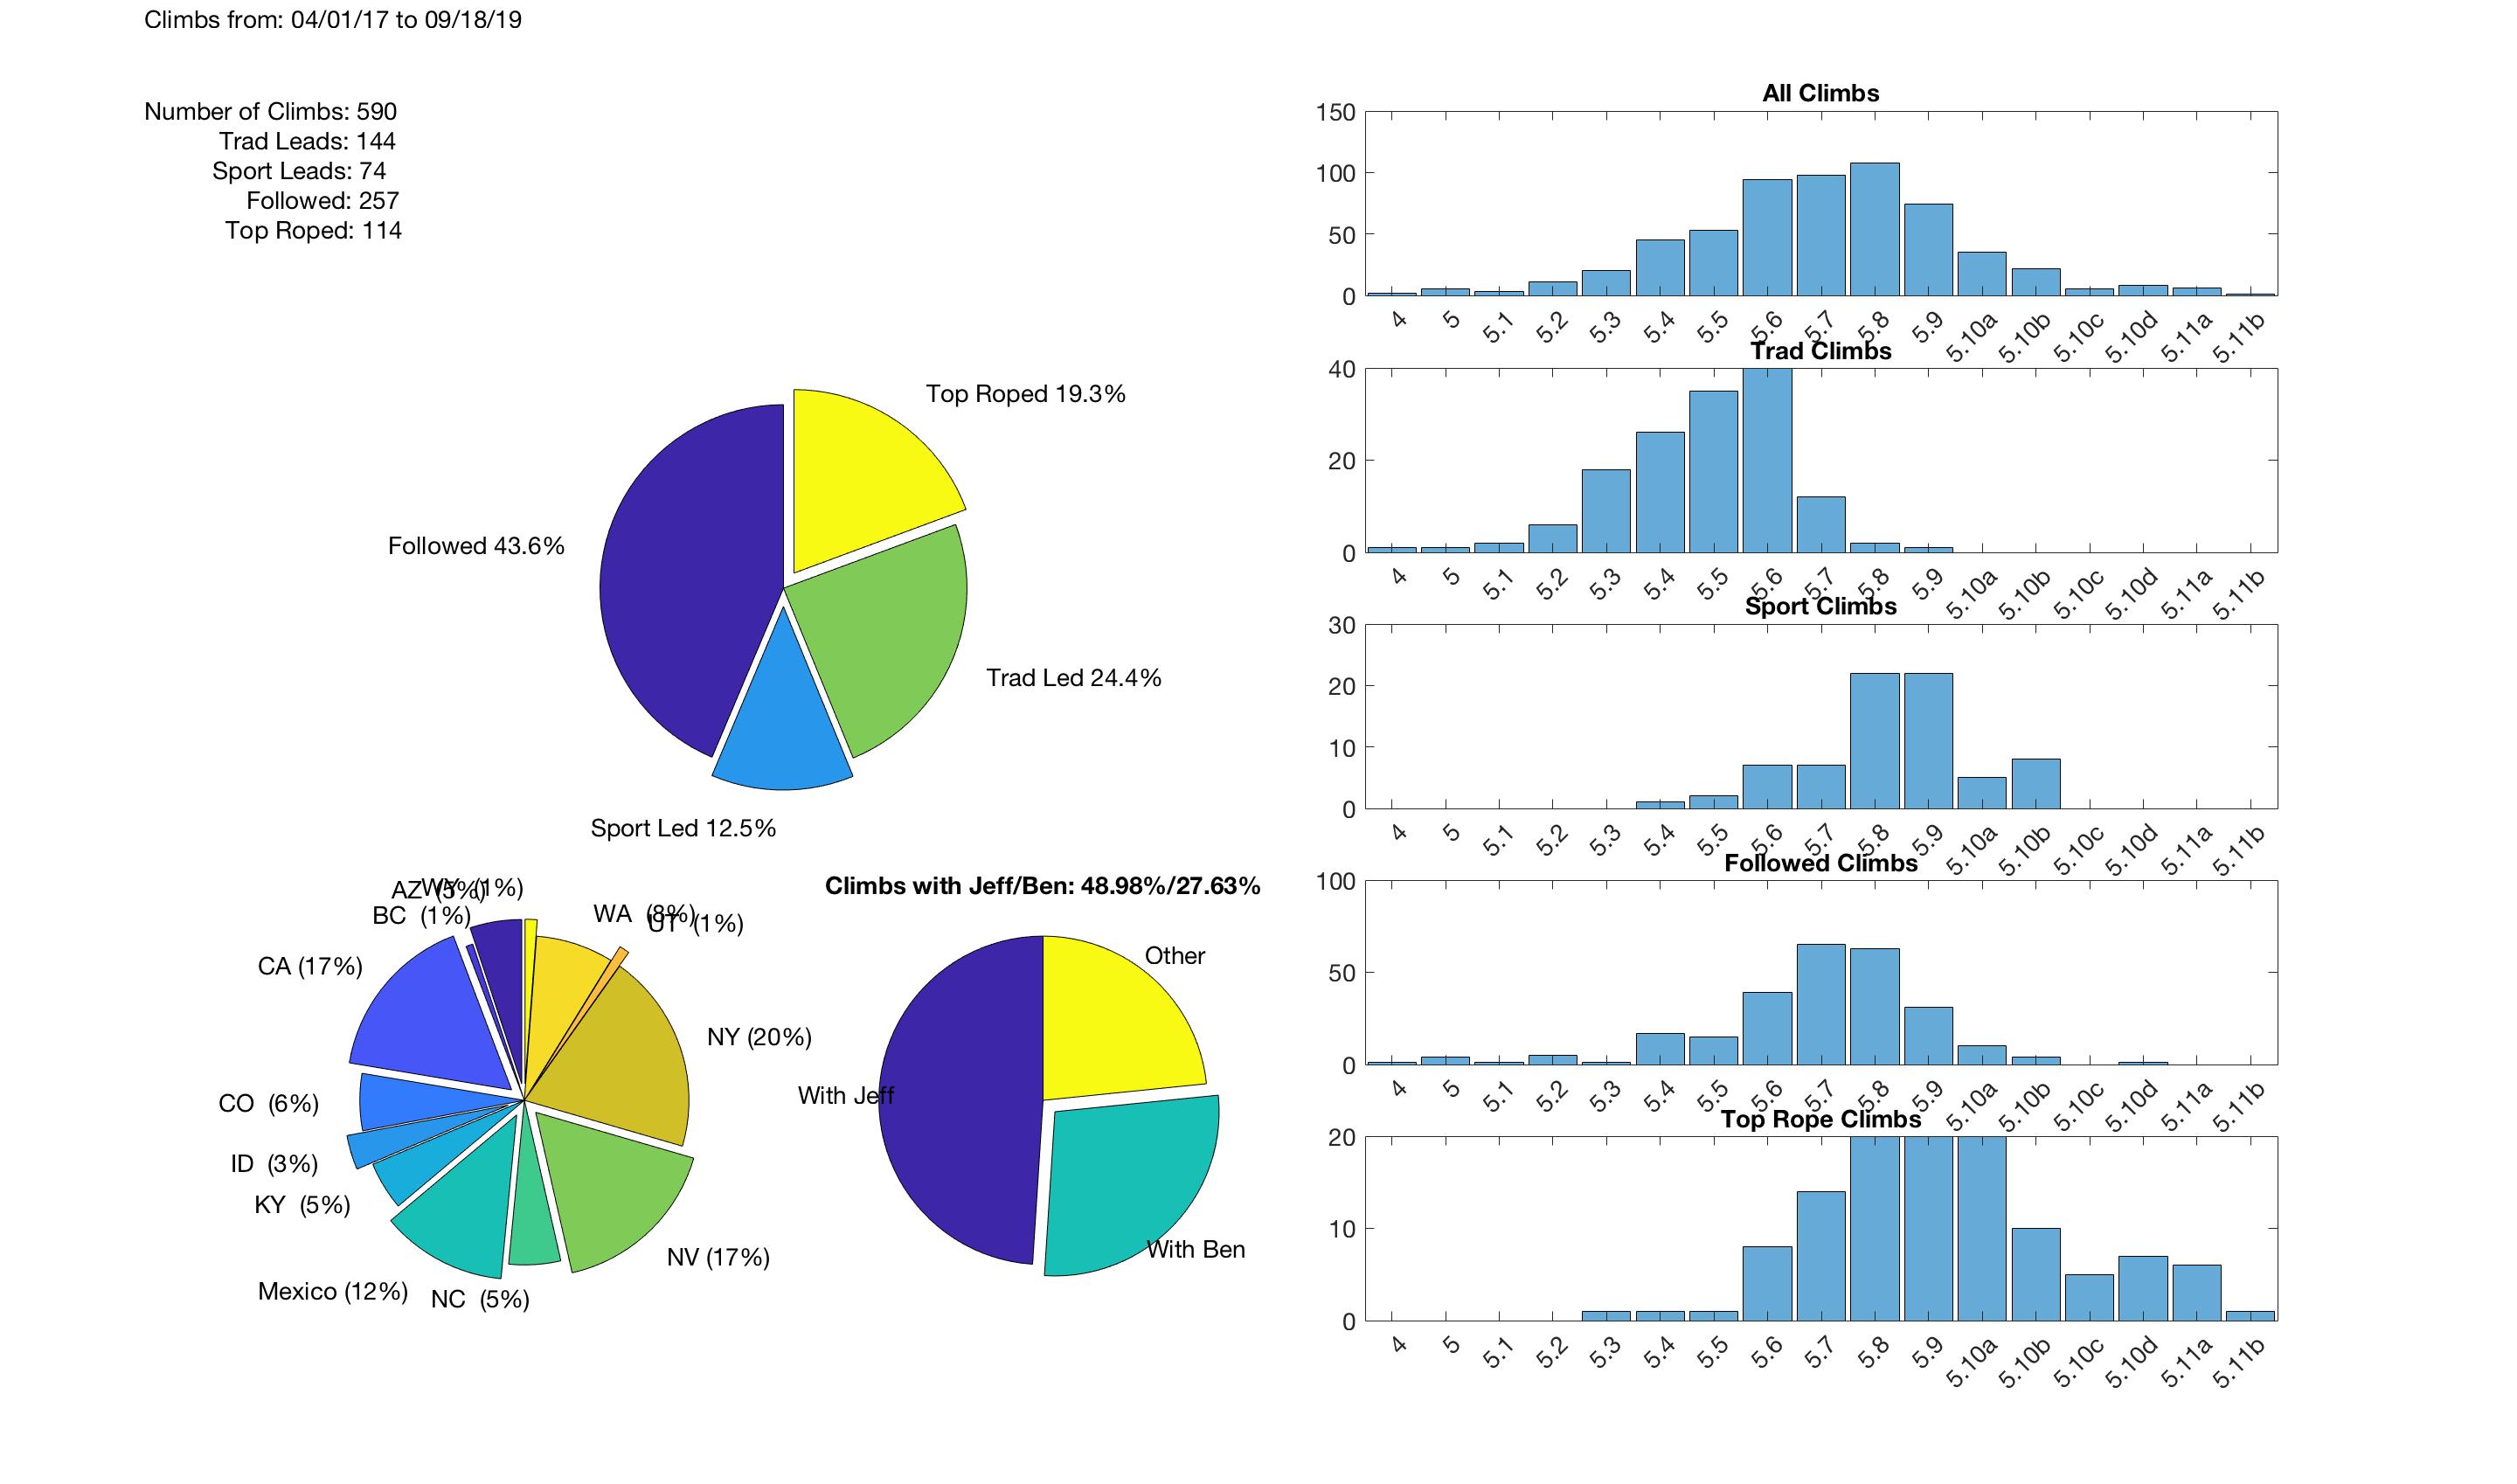 Climbs from: 04/01/17 to 09/18/19
Number of Climbs: 590
Trad Leads: 144
Sport Leads: 74
Followed: 257
Top Roped: 114
Top Roped 19.3%
Followed 43.6%
Trad Led 24.4%
Sport Led 12.5%
AZ (5%)
WY (1%)
BC (1%)
WA (8%)
UT (1%)
CA (17%)
NY (20%)
CO (6%)
ID (3%)
KY (5%)
NV (17%)
Mexico (12%)
NC (5%)
Climbs with Jeff/Ben: 48.98%/27.63%
Other
With Jeff
With Ben
All Climbs
150
100
50
0
4 5 5.1 5.2 5.3 5.4 5.5 5.6 5.7 5.8 5.9 5.10a 5.10b 5.10c 5.10d 5.11a 5.11b
Trad Climbs
40
20
0
4 5 5.1 5.2 5.3 5.4 5.5 5.6 5.7 5.8 5.9 5.10a 5.10b 5.10c 5.10d 5.11a 5.11b
Sport Climbs
30
20
10
0
4 5 5.1 5.2 5.3 5.4 5.5 5.6 5.7 5.8 5.9 5.10a 5.10b 5.10c 5.10d 5.11a 5.11b
Followed Climbs
100
50
0
4 5 5.1 5.2 5.3 5.4 5.5 5.6 5.7 5.8 5.9 5.10a 5.10b 5.10c 5.10d 5.11a 5.11b
Top Rope Climbs
20
10
0
4 5 5.1 5.2 5.3 5.4 5.5 5.6 5.7 5.8 5.9 5.10a 5.10b 5.10c 5.10d 5.11a 5.11b